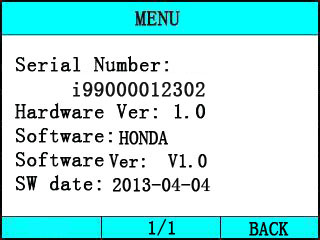 MENU
Serial Number:
i99000012302
Hardware Ver: 1.0
Software: HONDA
Software Ver: V1.0
SW date: 2013-04-04
1/1 BACK